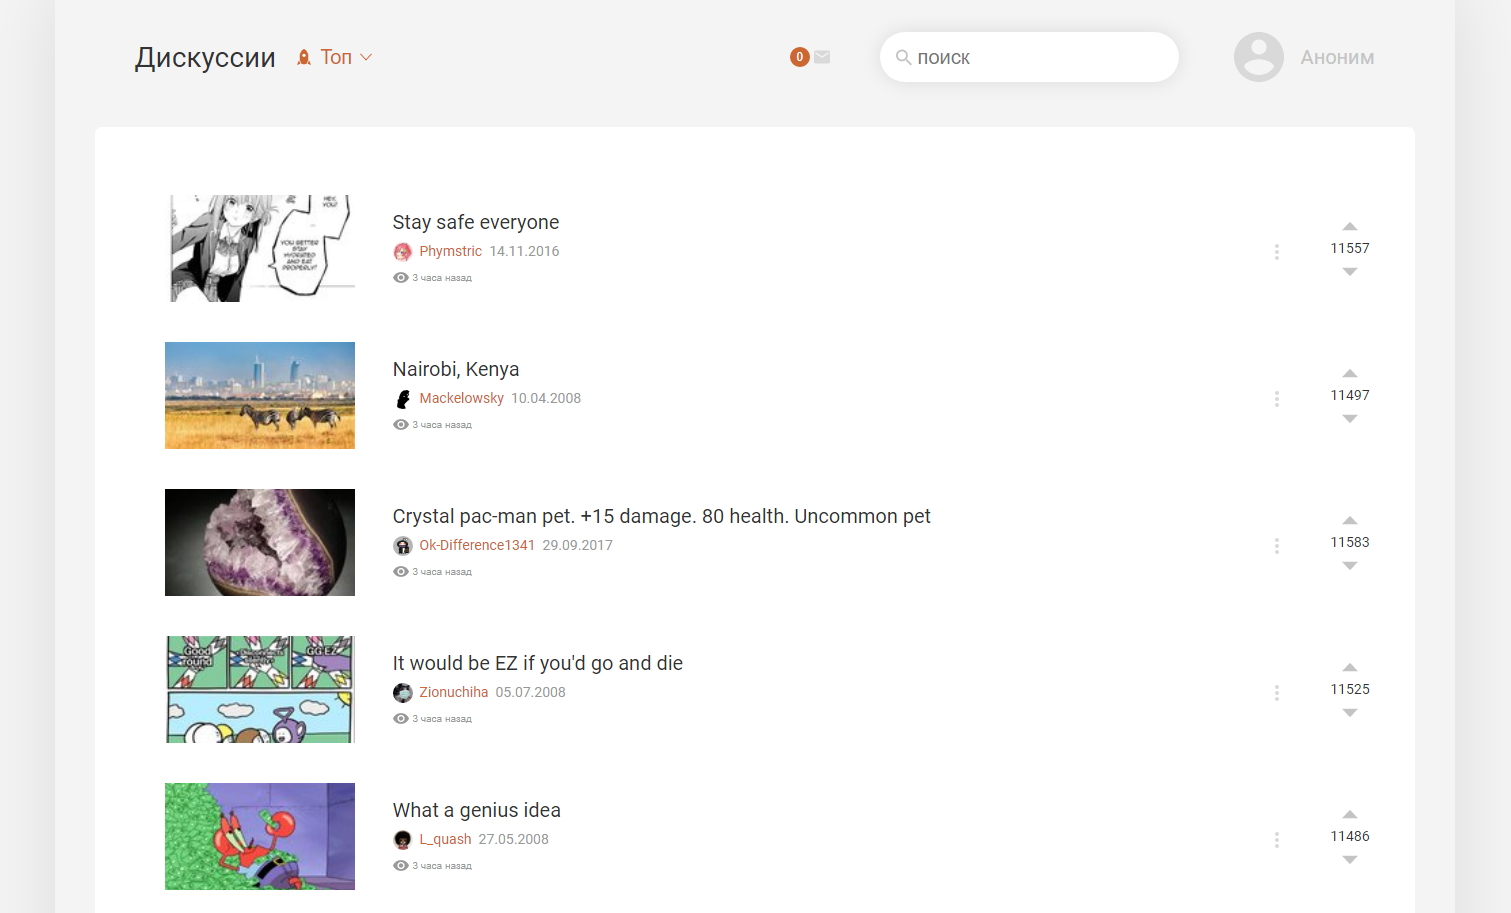 Дискуссии
Топ
0
поиск
Аноним
HEY, YOU!
YOU BETTER
STAY
HYDRATED
AND EAT
PROPERLY!
Stay safe everyone
Phymstric 14.11.2016
3 часа назад
11557
Nairobi, Kenya
Mackelowsky 10.04.2008
3 часа назад
11497
Crystal pac-man pet. +15 damage. 80 health. Uncommon pet
Ok-Difference1341 29.09.2017
3 часа назад
11583
Good
round
GG EZ
It would be EZ if you'd go and die
Zionuchiha 05.07.2008
3 часа назад
11525
What a genius idea
L_quash 27.05.2008
3 часа назад
11486